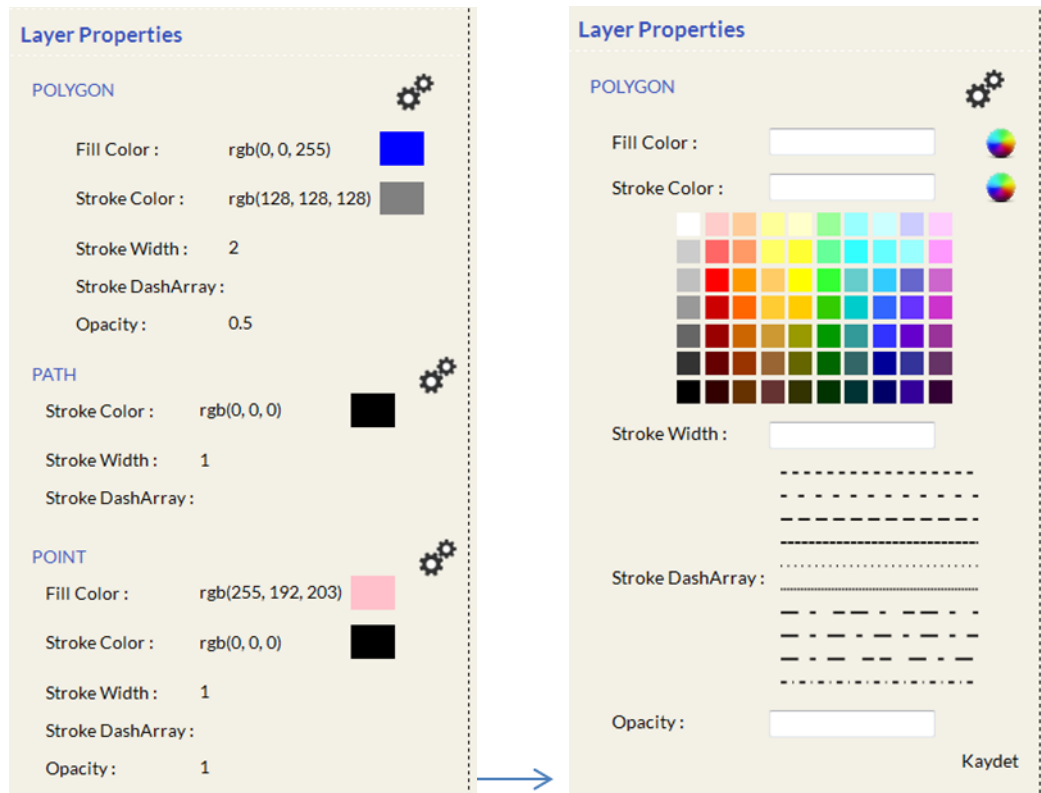 Layer Properties
POLYGON
Fill Color : rgb(0, 0, 255)
Stroke Color : rgb(128, 128, 128)
Stroke Width : 2
Stroke DashArray :
Opacity : 0.5
PATH
Stroke Color : rgb(0, 0, 0)
Stroke Width : 1
Stroke DashArray :
POINT
Fill Color : rgb(255, 192, 203)
Stroke Color : rgb(0, 0, 0)
Stroke Width : 1
Stroke DashArray :
Opacity : 1
Layer Properties
POLYGON
Fill Color :
Stroke Color :
Stroke Width :
Stroke DashArray :
Opacity :
Kaydet